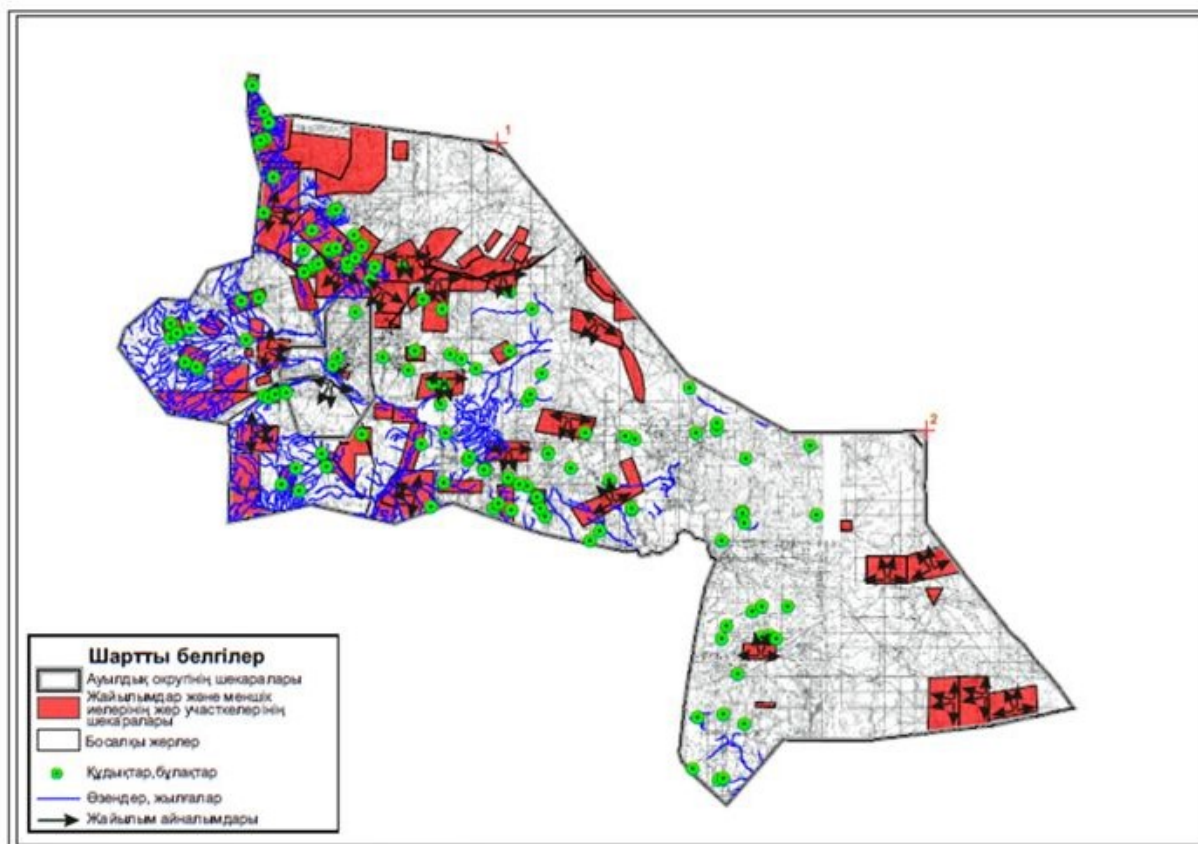 1
2
Шартты белгілер
Ауылдық округінің шекаралары
Жайылымдар және меншік
иелерінің жер участкелерінің
шекаралары
Босалқы жерлер
Құдықтар,бұлақтар
Өзендер, жылғалар
Жайылым айналымдары